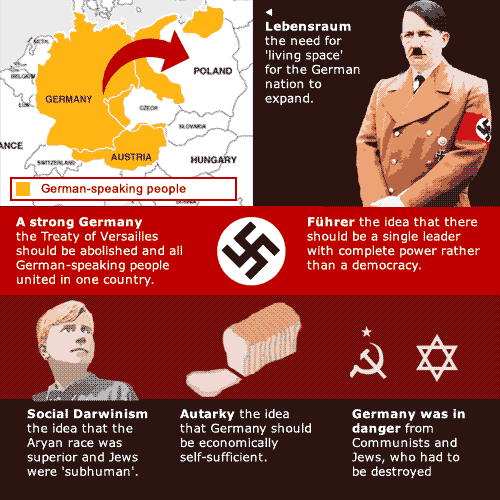 Lebensraum
the need for
'living space'
for the German
nation to
expand.
NETH.
BELGIUM
LUX.
GERMANY
POLAND
CZECH
SLOVAKIA
ANCE
SWITZERLAND
AUSTRIA
HUNGARY
German-speaking people
A strong Germany
the Treaty of Versailles
should be abolished and all
German-speaking people
united in one country.
Führer the idea that there
should be a single leader
with complete power rather
than a democracy.
Social Darwinism
the idea that the
Aryan race was
superior and Jews
were 'subhuman'.
Autarky the idea
that Germany should
be economically
self-sufficient.
Germany was in
danger from
Communists and
Jews, who had to
be destroyed